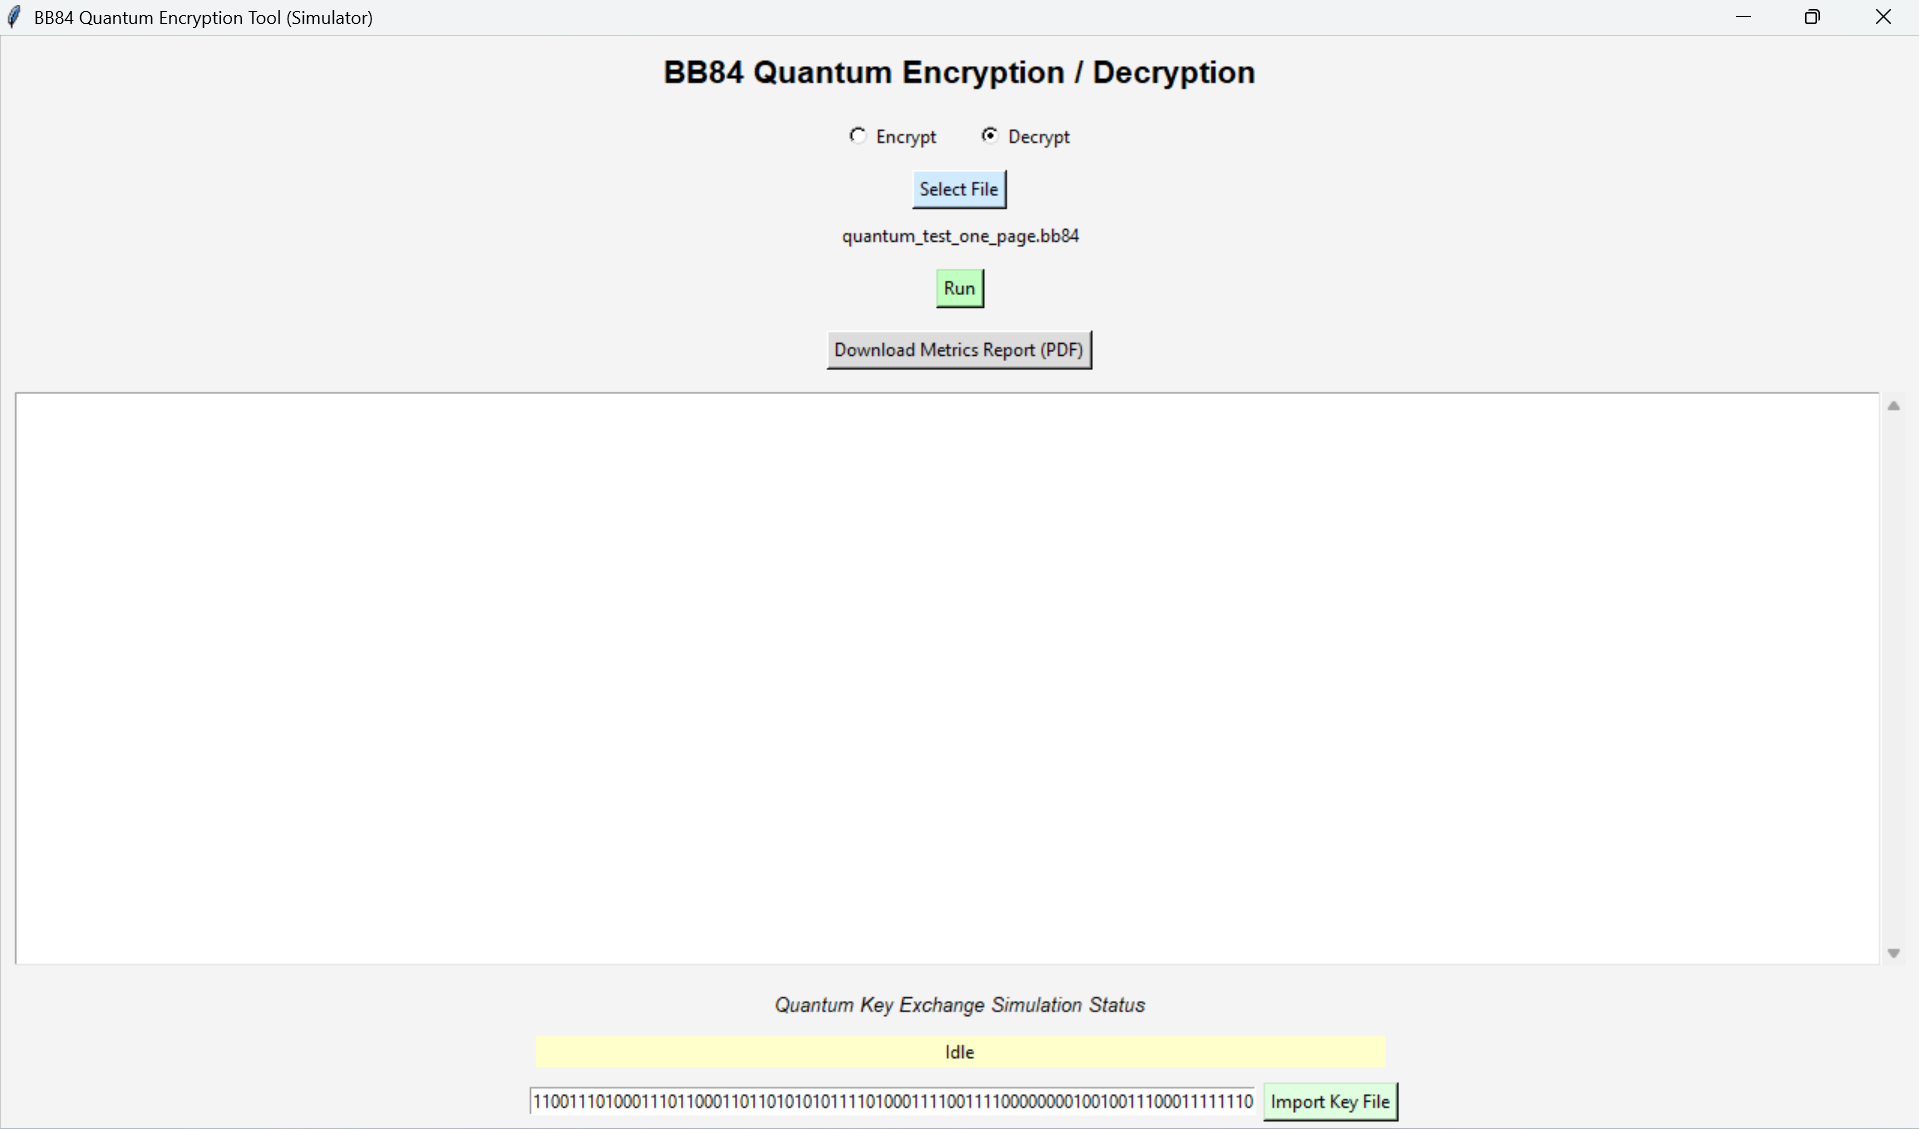 BB84 Quantum Encryption Tool (Simulator)
BB84 Quantum Encryption / Decryption
Encrypt Decrypt
Select File
quantum_test_one_page.bb84
Run
Download Metrics Report (PDF)
Quantum Key Exchange Simulation Status
Idle
11001110100011101100011011010101011110100011110011110000000010010011100011111110 Import Key File